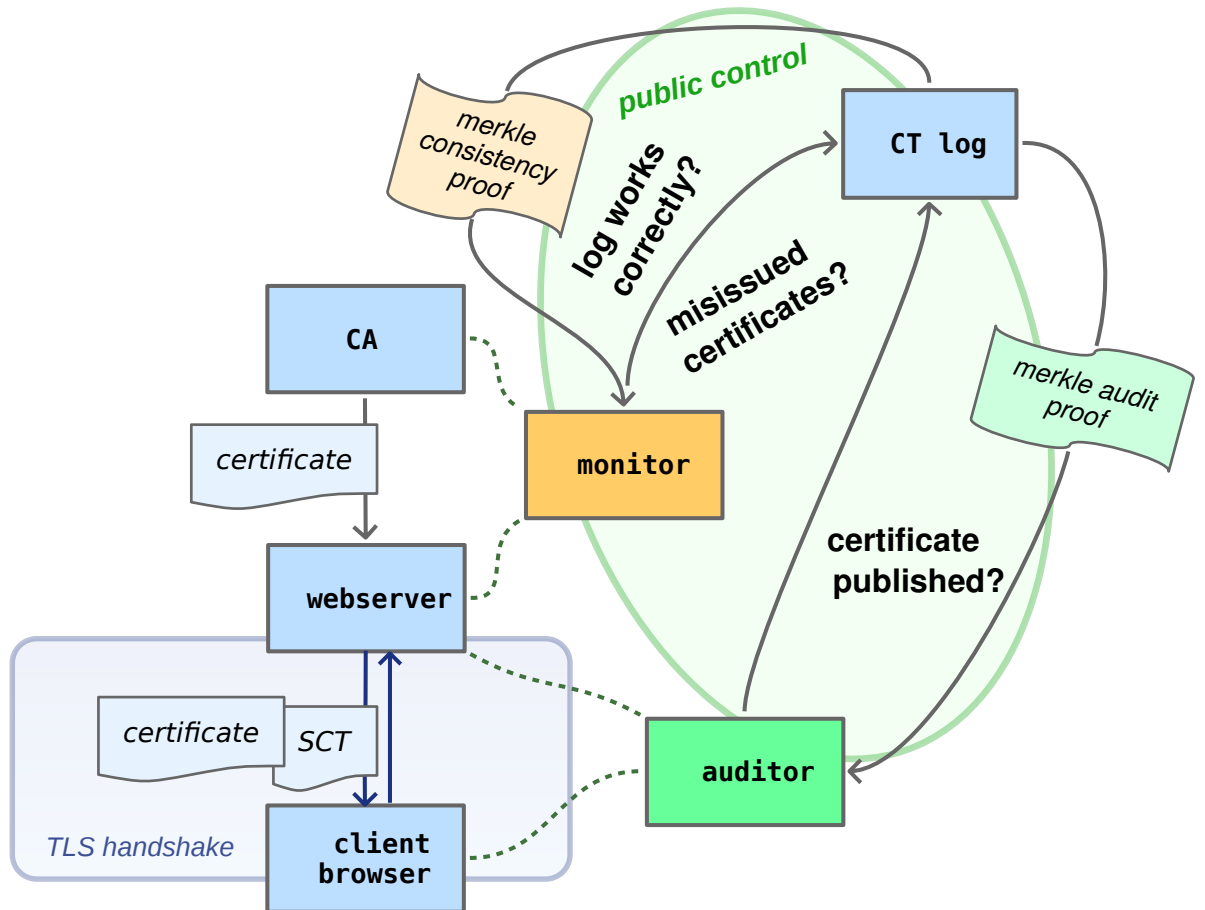 public control
merkle
consistency
proof
CT log
log works
correctly?
misissued
certificates?
CA
merkle audit
proof
certificate
monitor
certificate
published?
webserver
certificate
SCT
auditor
TLS handshake
client
browser